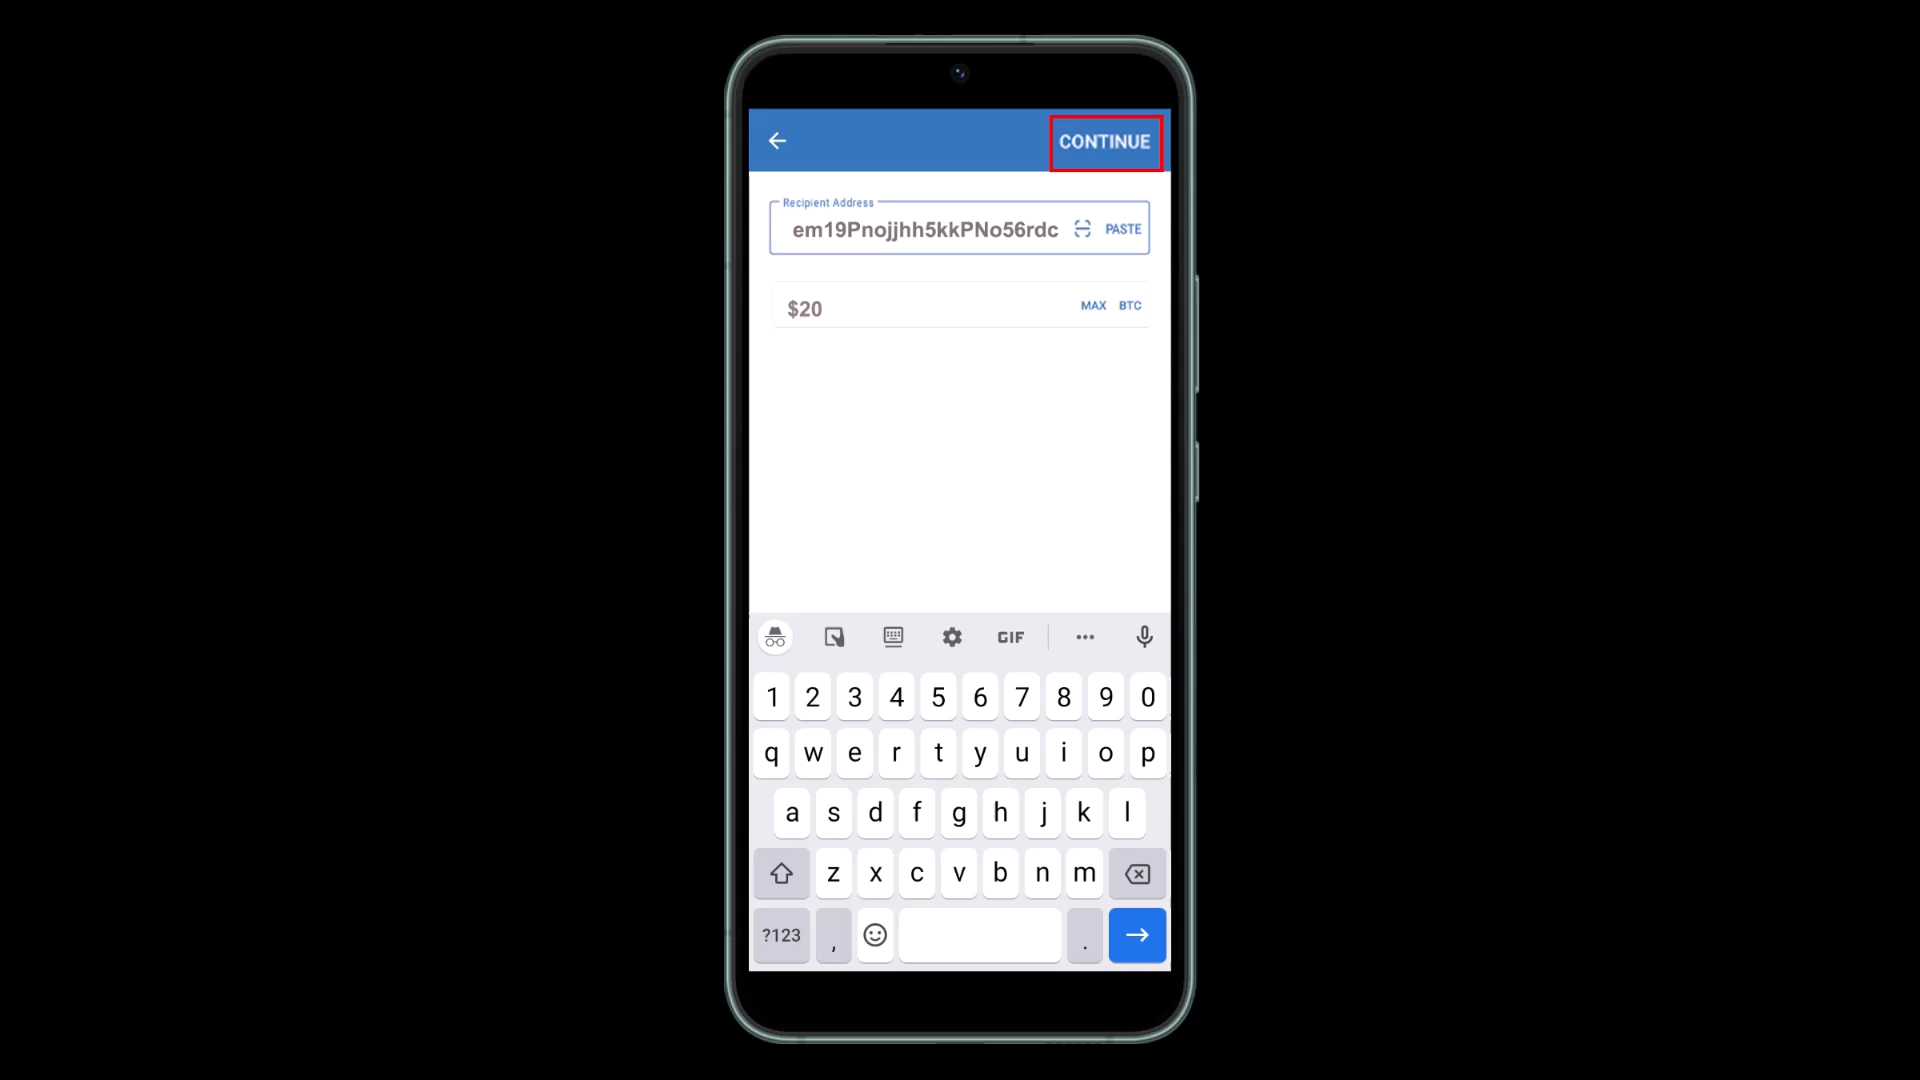 CONTINUE
Recipient Address
em19Pnojjhh5kkPNo56rdc PASTE
$20 MAX BTC
GIF
1 2 3 4 5 6 7 8 9 0
q w e r t y u i o p
a s d f g h j k l
z x c v b n m
?123 , .